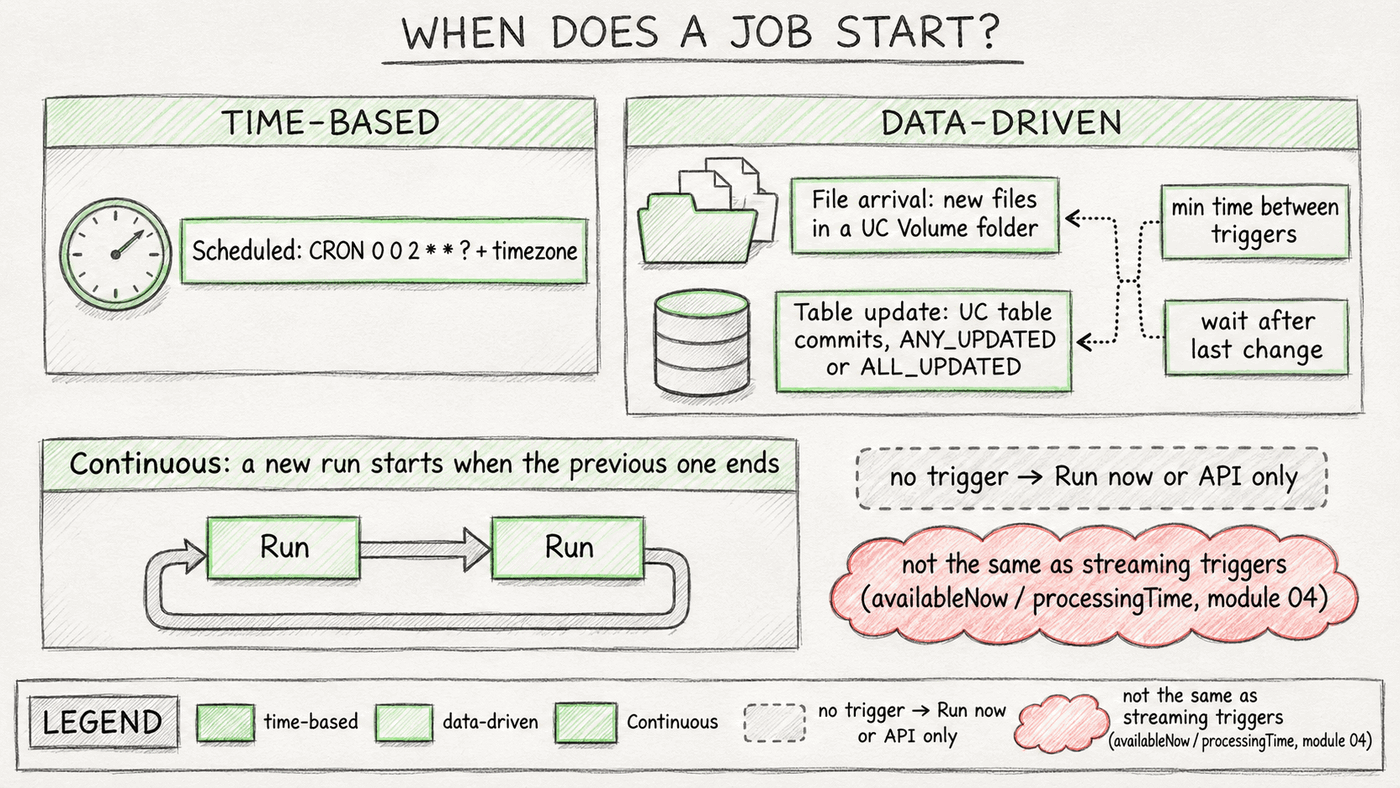 WHEN DOES A JOB START?
TIME-BASED
Scheduled: CRON 0 0 2 * * ? + timezone
DATA-DRIVEN
File arrival: new files
in a UC Volume folder
min time between
triggers
Table update: UC table
commits, ANY_UPDATED
or ALL_UPDATED
wait after
last change
Continuous: a new run starts when the previous one ends
Run
Run
no trigger → Run now or API only
not the same as streaming triggers
(availableNow / processingTime, module 04)
LEGEND
time-based
data-driven
Continuous
no trigger → Run now
or API only
not the same as
streaming triggers
(availableNow / processingTime, module 04)